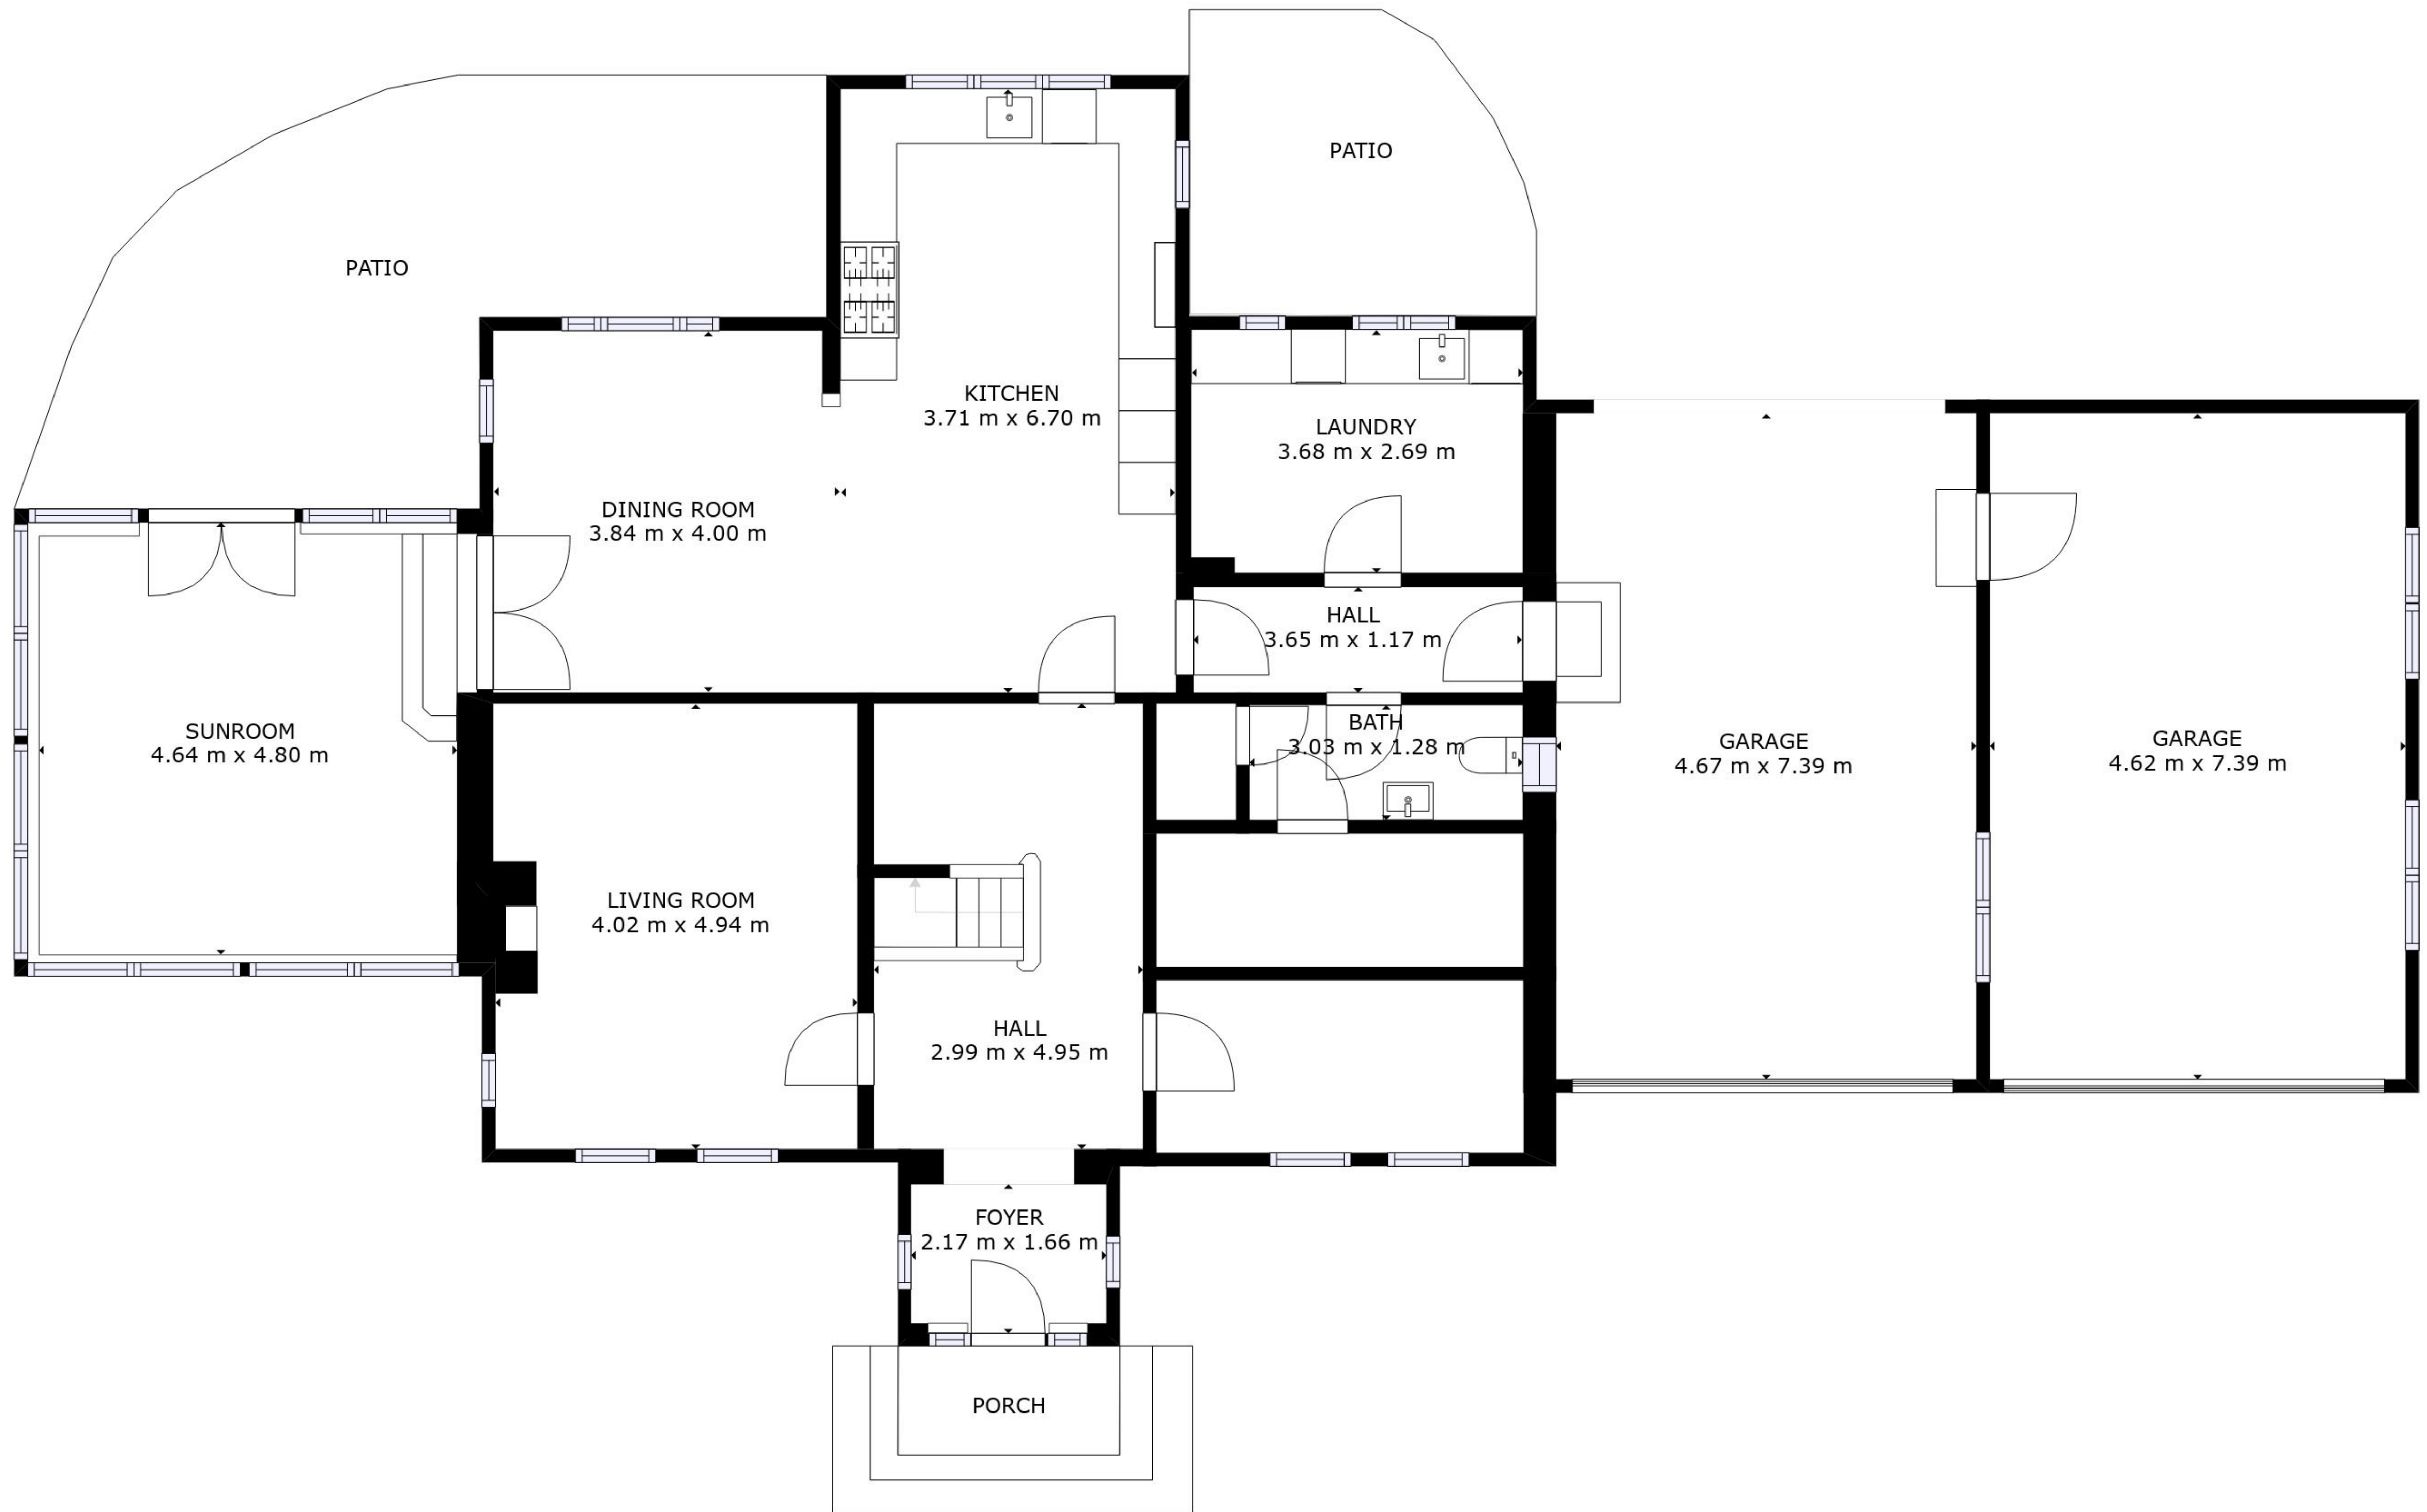 PATIO
PATIO
KITCHEN
3.71 m x 6.70 m
LAUNDRY
3.68 m x 2.69 m
DINING ROOM
3.84 m x 4.00 m
HALL
3.65 m x 1.17 m
SUNROOM
4.64 m x 4.80 m
BATH
3.03 m x 1.28 m
GARAGE
4.67 m x 7.39 m
GARAGE
4.62 m x 7.39 m
LIVING ROOM
4.02 m x 4.94 m
HALL
2.99 m x 4.95 m
FOYER
2.17 m x 1.66 m
PORCH